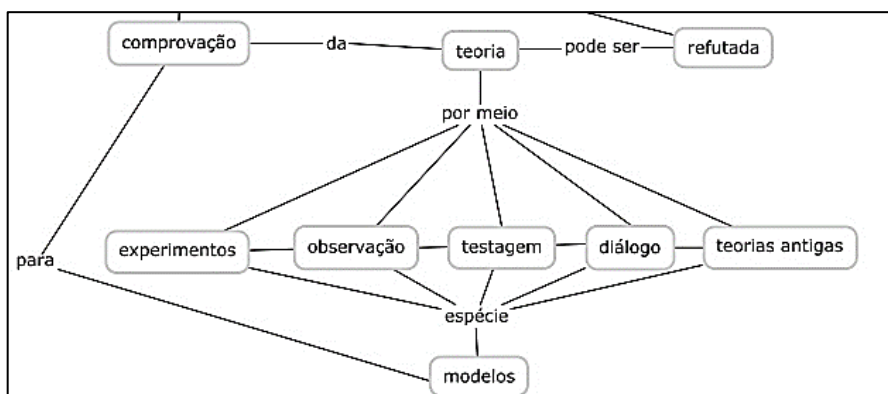 comprovação da teoria pode ser refutada
por meio
experimentos observação testagem diálogo teorias antigas
para
espécie
modelos